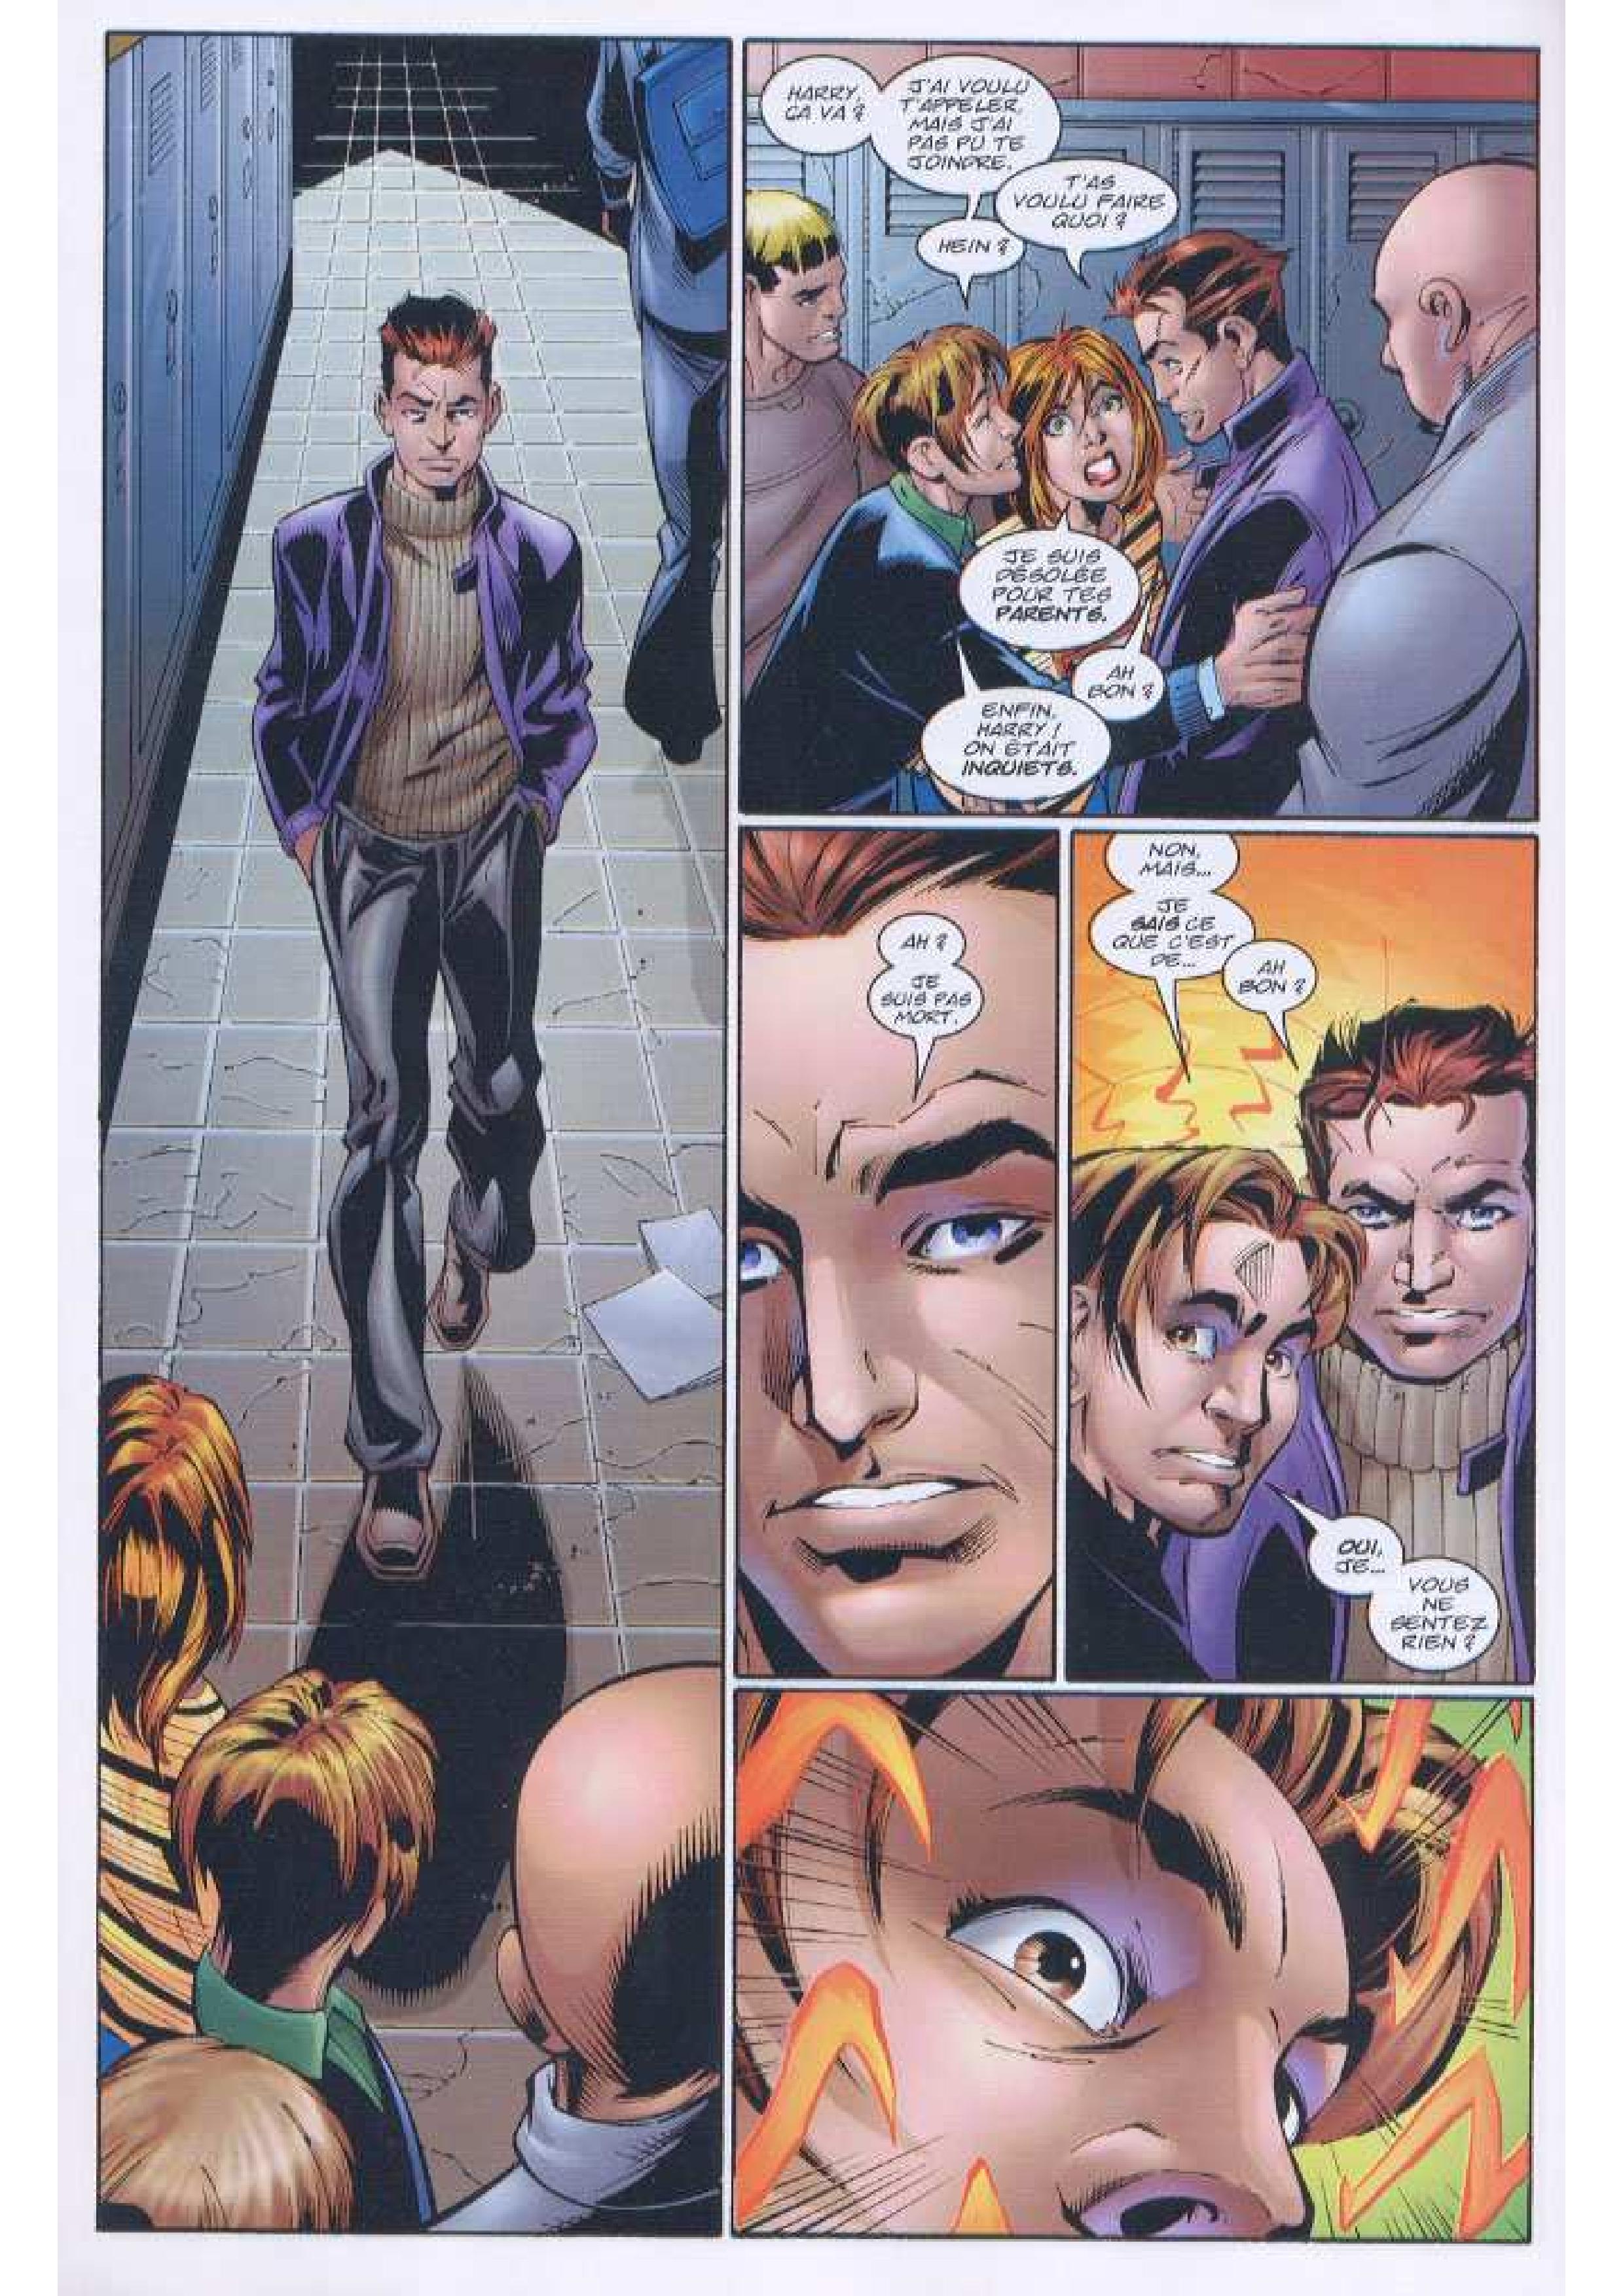 HARRY,
ÇA VA ?
J'AI VOULU
T'APPELER
MAIS J'AI
PAS PU TE
JOINDRE.
T'AS
VOULU FAIRE
QUOI ?
HEIN ?
JE SUIS
DÉSOLÉE
POUR TES
PARENTS.
AH
BON ?
ENFIN,
HARRY !
ON ÉTAIT
INQUIETS.
AH ?
JE
SUIS PAS
MORT.
NON,
MAIS...
JE
SAIS CE
QUE C'EST
DE...
AH
BON ?
OUI,
JE...
VOUS
NE
SENTEZ
RIEN ?